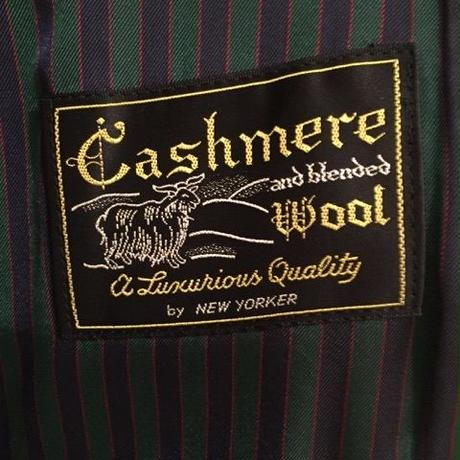 Cashmere
and blended
Wool
A Luxurious Quality
by NEW YORKER